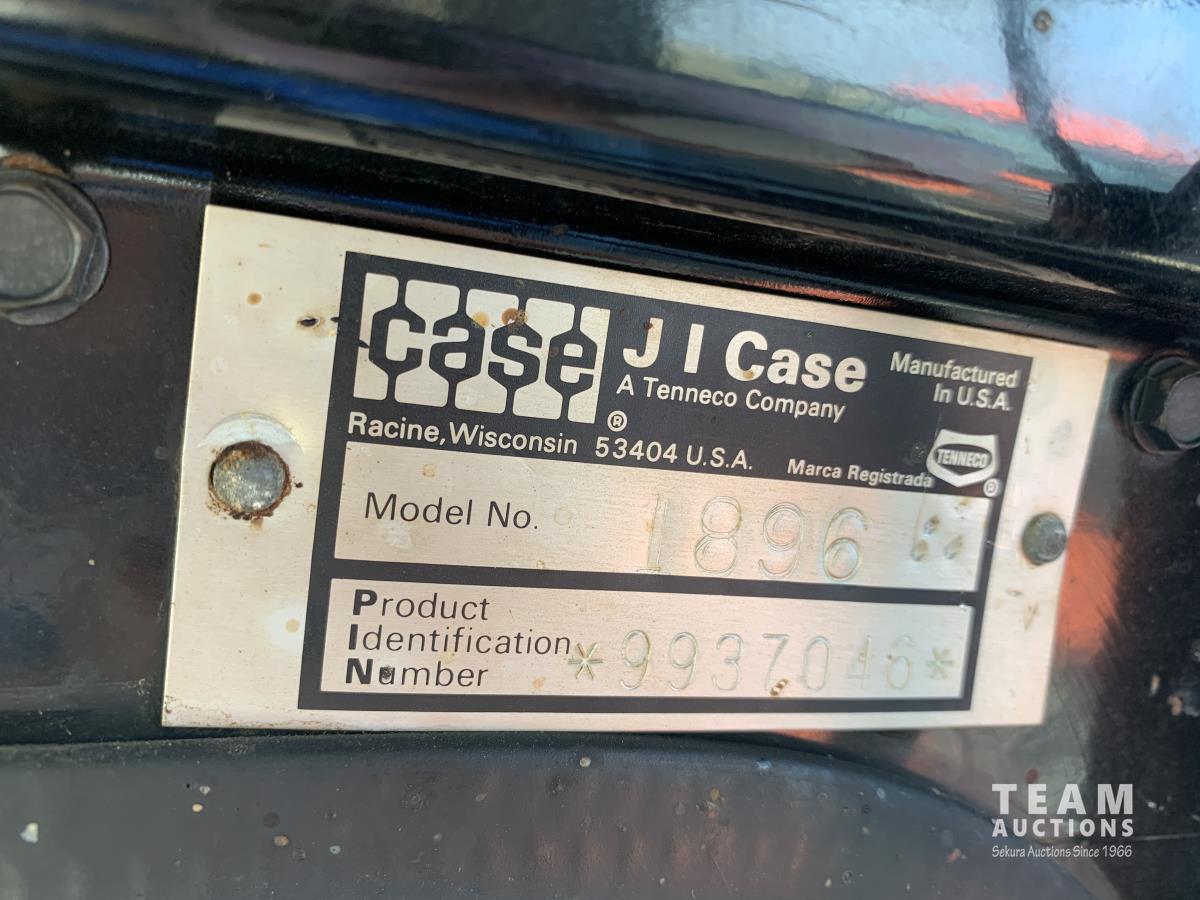 case ®
J I Case
A Tenneco Company
Manufactured
In U.S.A.
Racine, Wisconsin 53404 U.S.A.
Marca Registrada
TENNECO ®
Model No. 1896
Product
Identification
Number
*9937046*
TEAM
AUCTIONS
Sekura Auctions Since 1966